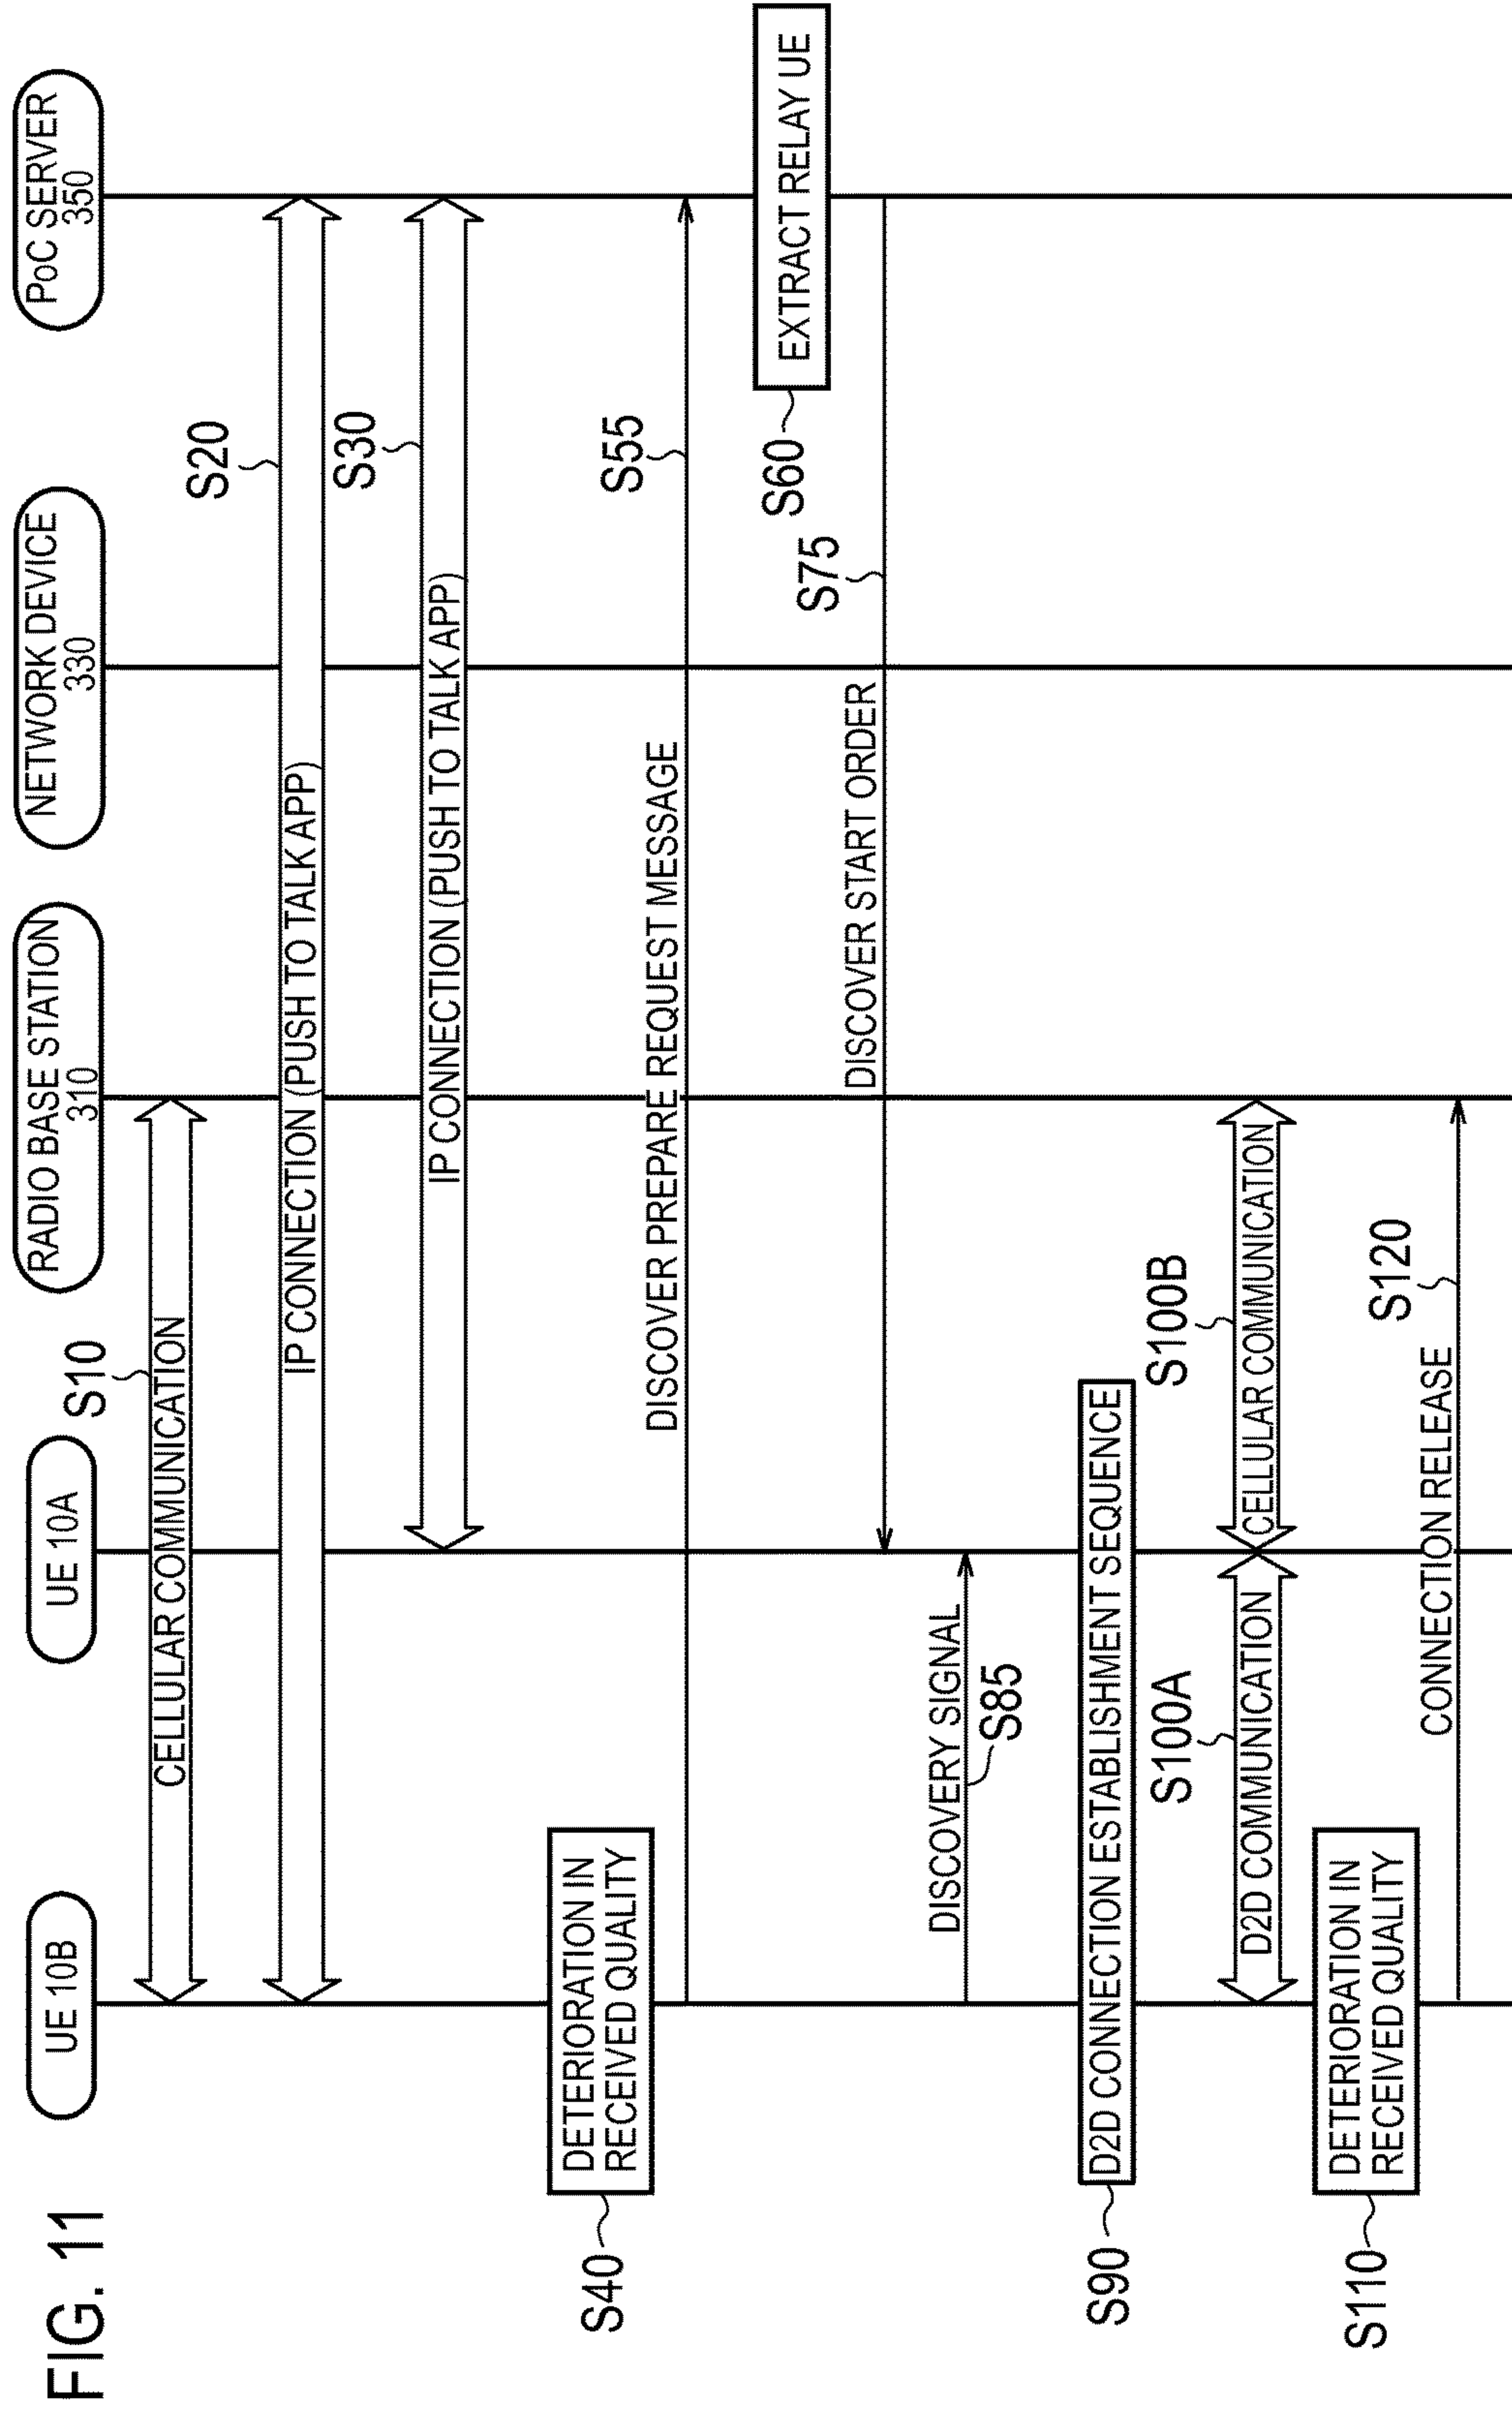 FIG. 11
UE 10B
UE 10A
RADIO BASE STATION
310
NETWORK DEVICE
330
PoC SERVER
350
S10
CELLULAR COMMUNICATION
S20
IP CONNECTION (PUSH TO TALK APP)
S30
IP CONNECTION (PUSH TO TALK APP)
S40
DETERIORATION IN
RECEIVED QUALITY
S55
DISCOVER PREPARE REQUEST MESSAGE
S60
EXTRACT RELAY UE
S75
DISCOVER START ORDER
DISCOVERY SIGNAL
S85
S90
D2D CONNECTION ESTABLISHMENT SEQUENCE
S100A
D2D COMMUNICATION
S100B
CELLULAR COMMUNICATION
S110
DETERIORATION IN
RECEIVED QUALITY
S120
CONNECTION RELEASE